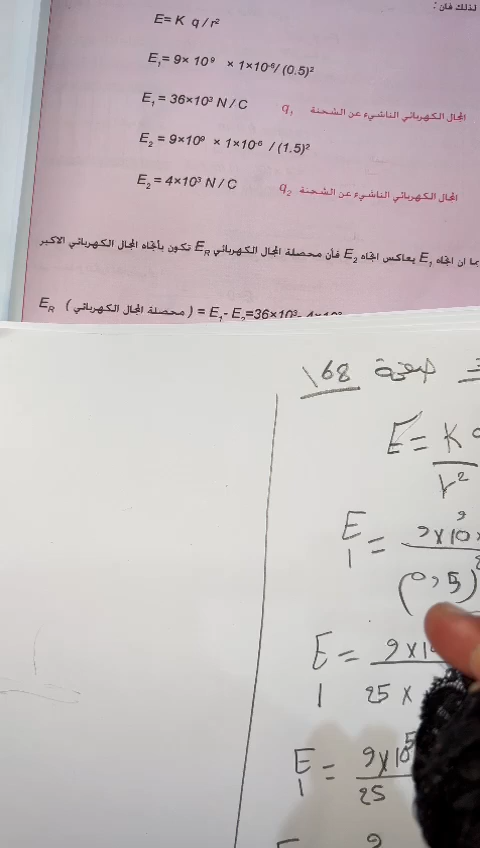 لذلك فان :
E= K q / r²
E₁ = 9× 10⁹ × 1×10⁻⁶/ (0.5)²
E₁ = 36×10³ N / C المجال الكهربائي الناشيء عن الشحنة q₁
E₂ = 9×10⁹ × 1×10⁻⁶ / (1.5)²
E₂ = 4×10³ N / C المجال الكهربائي الناشيء عن الشحنة q₂
بما ان اتجاه E₁ يعاكس اتجاه E₂ فأن محصلة المجال الكهربائي E_R تكون بأتجاه المجال الكهربائي الاكبر
E_R ( محصلة المجال الكهربائي ) = E₁- E₂=36×10³-
صفحة 168
E = K
r²
E₁ = 9×10
(0,5)
E₁ = 9×1
25 ×
E₁ = 9×10⁵
25